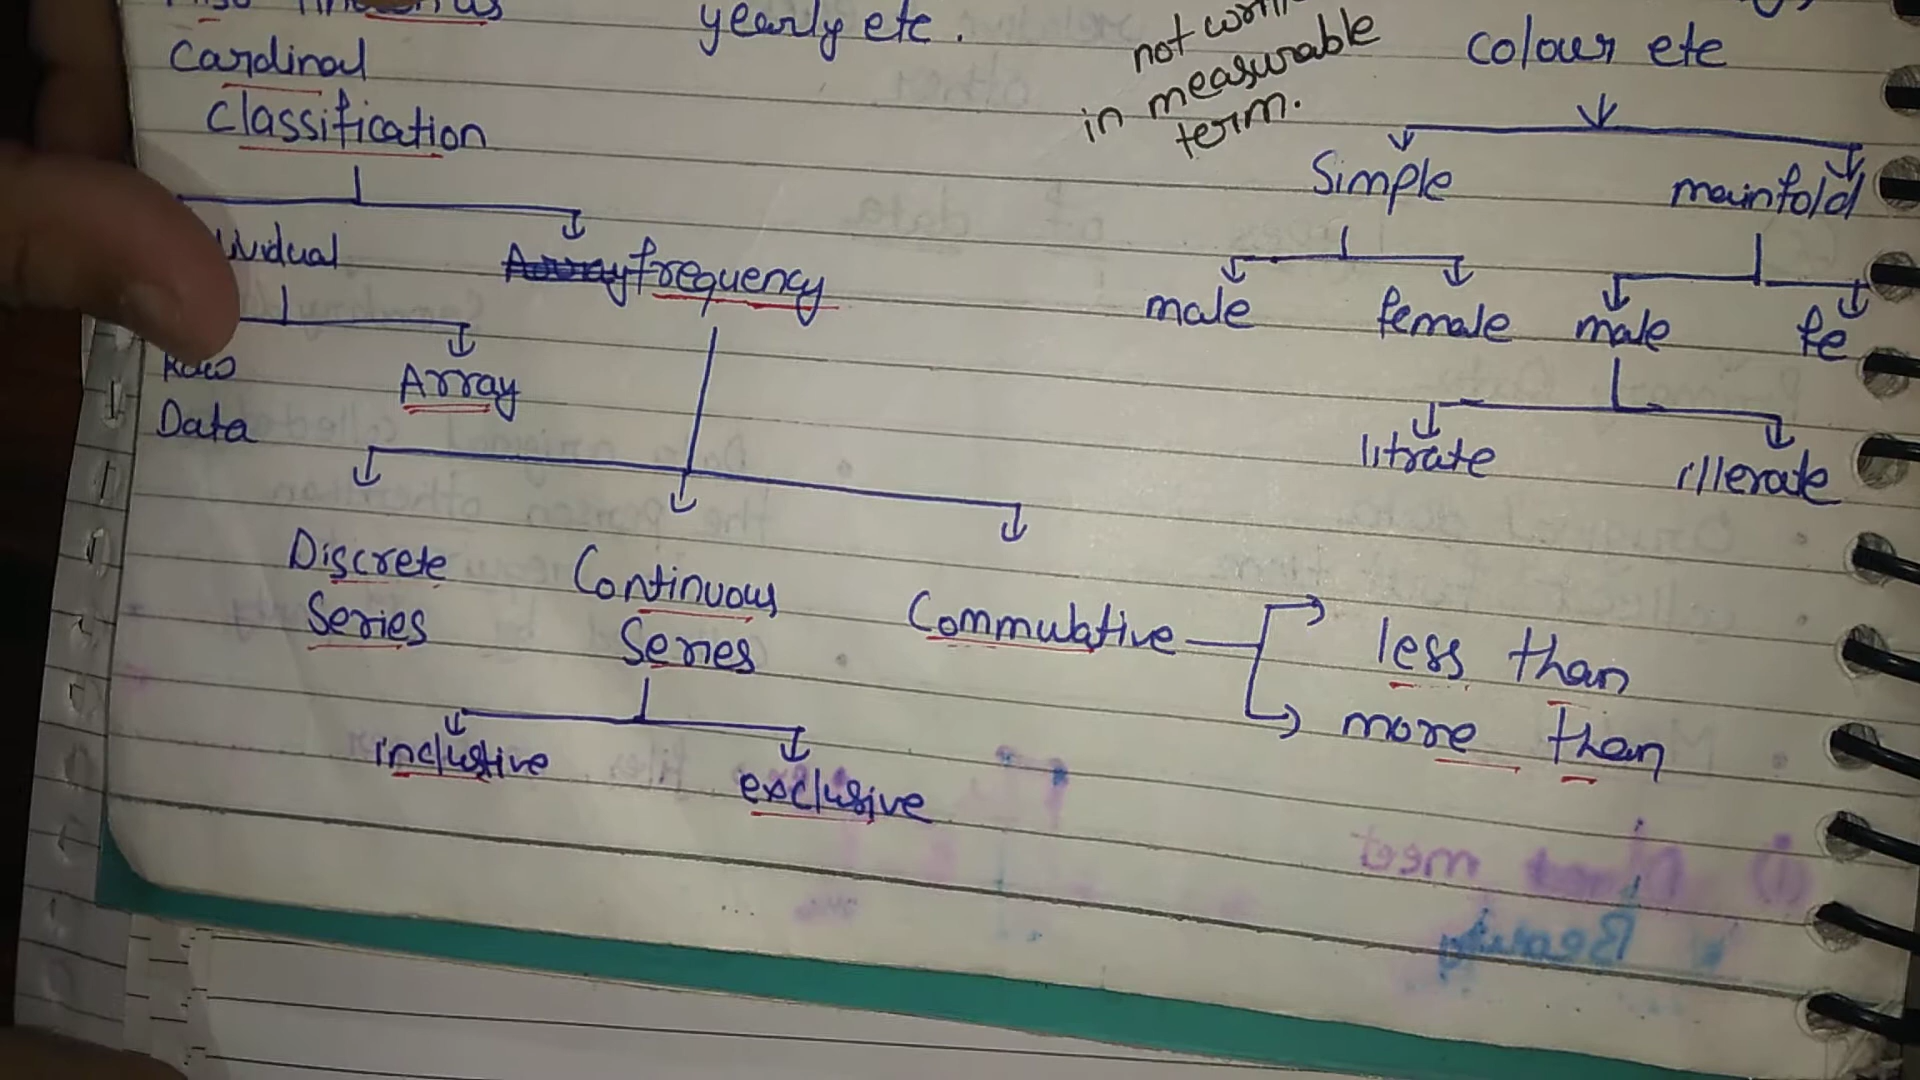 yearly etc.
Cardinal
classification
not
in measurable
term.
colour etc
Simple
mainfold
frequency
Array
Data
male
female
male
fe
litrate
illerate
Discrete
Series
Continuous
Series
Commulative
less than
more than
inclusive
exclusive